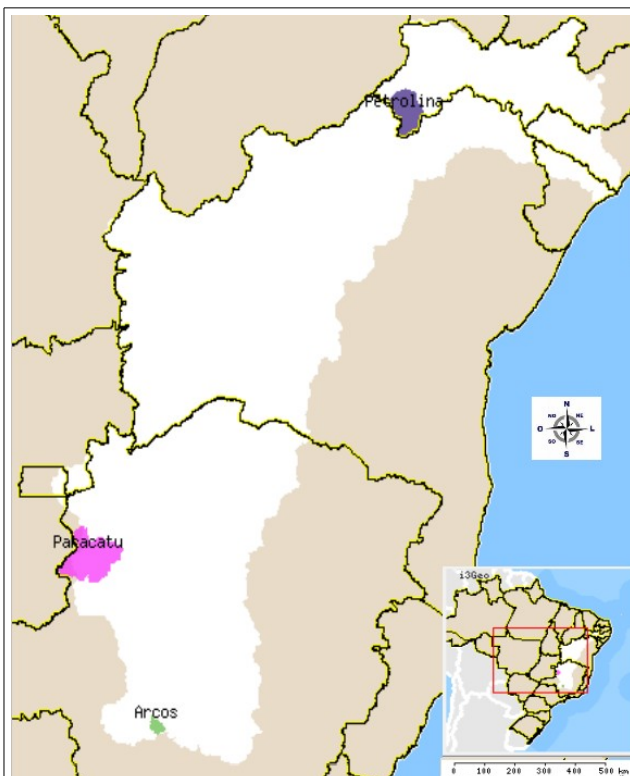 Petrolina
N
NO NE
O L
SO SE
S
Paracatu
i3Geo
Arcos
0 100 200 300 400 500 km